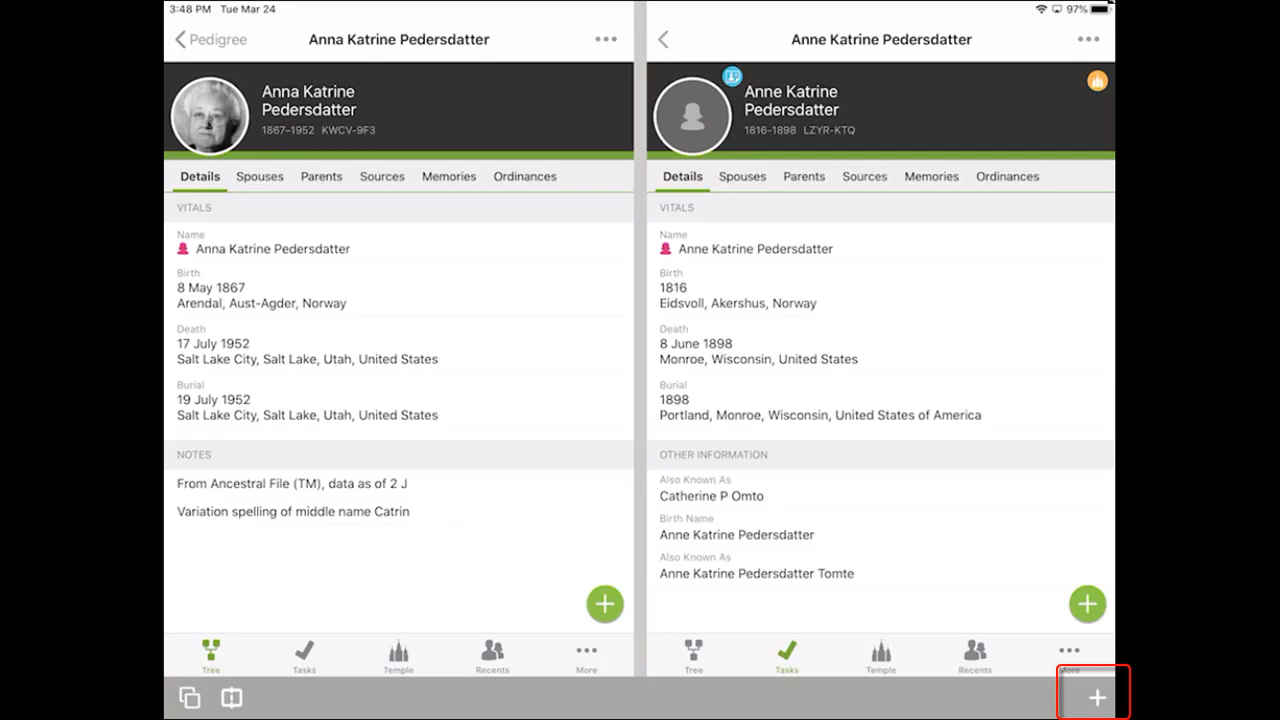 3:48 PM Tue Mar 24
97%
Pedigree
Anna Katrine Pedersdatter
Anna Katrine
Pedersdatter
1867–1952 KWCV-9F3
Details Spouses Parents Sources Memories Ordinances
VITALS
Name
Anna Katrine Pedersdatter
Birth
8 May 1867
Arendal, Aust-Agder, Norway
Death
17 July 1952
Salt Lake City, Salt Lake, Utah, United States
Burial
19 July 1952
Salt Lake City, Salt Lake, Utah, United States
NOTES
From Ancestral File (TM), data as of 2 J
Variation spelling of middle name Catrin
Tree Tasks Temple Recents More
Anne Katrine Pedersdatter
Anne Katrine
Pedersdatter
1816-1898 LZYR-KTQ
Details Spouses Parents Sources Memories Ordinances
VITALS
Name
Anne Katrine Pedersdatter
Birth
1816
Eidsvoll, Akershus, Norway
Death
8 June 1898
Monroe, Wisconsin, United States
Burial
1898
Portland, Monroe, Wisconsin, United States of America
OTHER INFORMATION
Also Known As
Catherine P Omto
Birth Name
Anne Katrine Pedersdatter
Also Known As
Anne Katrine Pedersdatter Tomte
Tree Tasks Temple Recents More